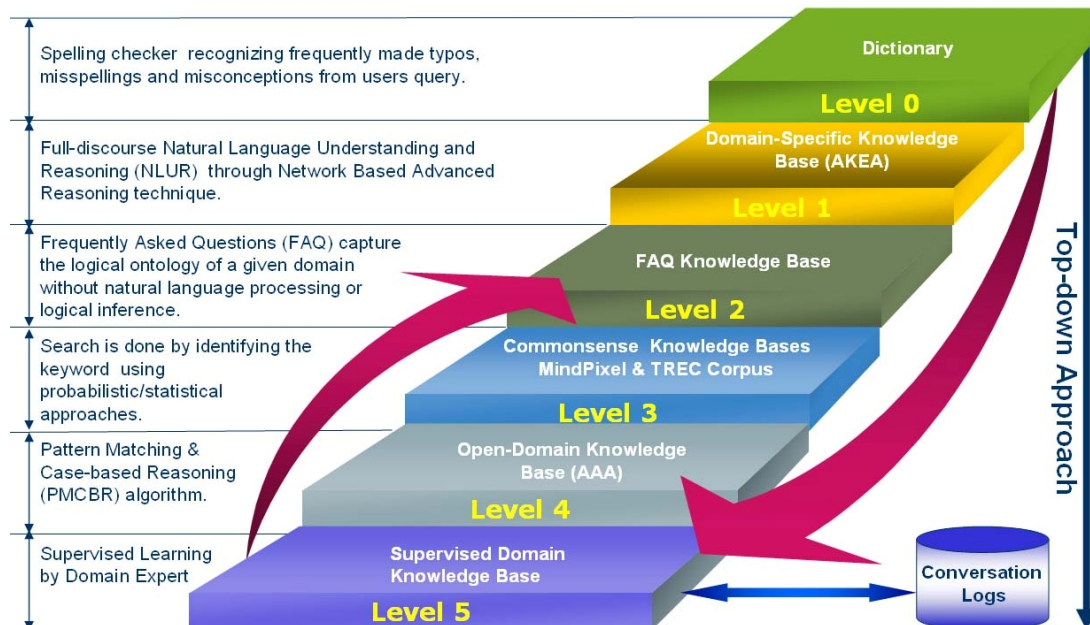 Spelling checker recognizing frequently made typos,
misspellings and misconceptions from users query.
Dictionary
Level 0
Full-discourse Natural Language Understanding and
Reasoning (NLUR) through Network Based Advanced
Reasoning technique.
Domain-Specific Knowledge
Base (AKEA)
Level 1
Frequently Asked Questions (FAQ) capture
the logical ontology of a given domain
without natural language processing or
logical inference.
FAQ Knowledge Base
Level 2
Search is done by identifying the
keyword using
probabilistic/statistical
approaches.
Commonsense Knowledge Bases
MindPixel & TREC Corpus
Level 3
Pattern Matching &
Case-based Reasoning
(PMCBR) algorithm.
Open-Domain Knowledge
Base (AAA)
Level 4
Supervised Learning
by Domain Expert
Supervised Domain
Knowledge Base
Level 5
Conversation
Logs
Top-down Approach